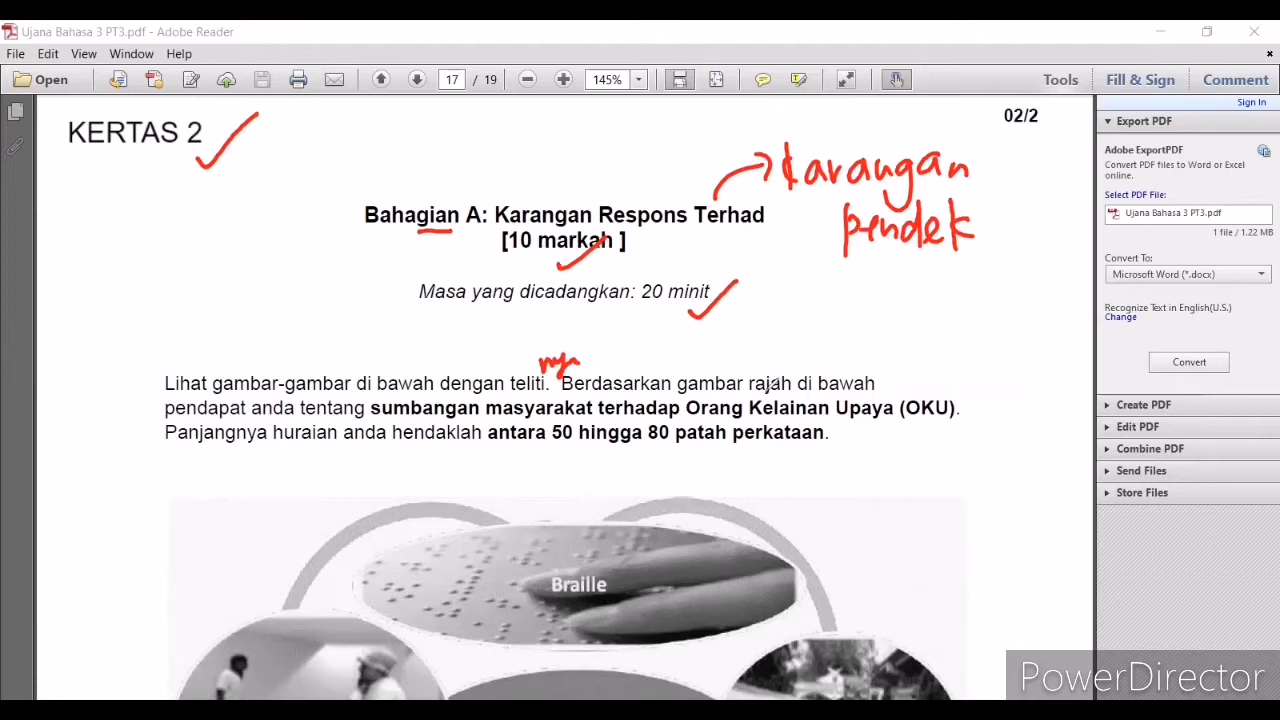 Ujana Bahasa 3 PT3.pdf - Adobe Reader
File Edit View Window Help
Open 17 / 19 145% Tools Fill & Sign Comment
Sign In
KERTAS 2
02/2
Karangan
pendek
Bahagian A: Karangan Respons Terhad
[10 markah ]
Masa yang dicadangkan: 20 minit
Lihat gambar-gambar di bawah dengan teliti. Berdasarkan gambar rajah di bawah
pendapat anda tentang sumbangan masyarakat terhadap Orang Kelainan Upaya (OKU).
Panjangnya huraian anda hendaklah antara 50 hingga 80 patah perkataan.
Braille
Export PDF
Adobe ExportPDF
Convert PDF files to Word or Excel
online.
Select PDF File:
Ujana Bahasa 3 PT3.pdf
1 file / 1.22 MB
Convert To:
Microsoft Word (*.docx)
Recognize Text in English(U.S.)
Change
Convert
Create PDF
Edit PDF
Combine PDF
Send Files
Store Files
PowerDirector